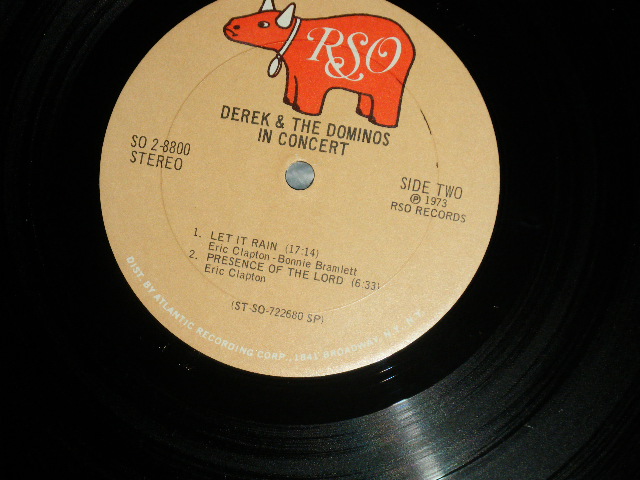 RSO
DEREK & THE DOMINOS
IN CONCERT
SO 2-8800
STEREO
SIDE TWO
Ⓟ 1973
RSO RECORDS
1. LET IT RAIN (17:14)
Eric Clapton - Bonnie Bramlett
2. PRESENCE OF THE LORD (6:33)
Eric Clapton
(ST-SO-722680 SP)
DIST. BY ATLANTIC RECORDING CORP., 1841 BROADWAY, N.Y., N.Y.